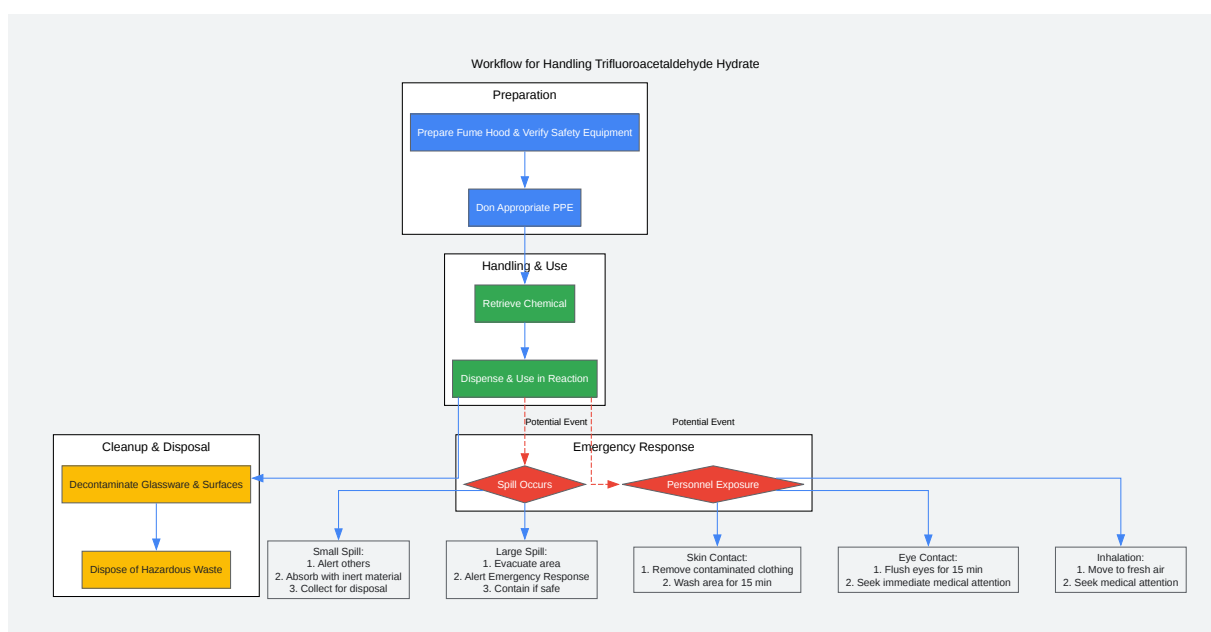 Workflow for Handling Trifluoroacetaldehyde Hydrate
Preparation
Prepare Fume Hood & Verify Safety Equipment
Don Appropriate PPE
Handling & Use
Retrieve Chemical
Dispense & Use in Reaction
Potential Event
Potential Event
Cleanup & Disposal
Decontaminate Glassware & Surfaces
Dispose of Hazardous Waste
Emergency Response
Spill Occurs
Personnel Exposure
Small Spill:
1. Alert others
2. Absorb with inert material
3. Collect for disposal
Large Spill:
1. Evacuate area
2. Alert Emergency Response
3. Contain if safe
Skin Contact:
1. Remove contaminated clothing
2. Wash area for 15 min
Eye Contact:
1. Flush eyes for 15 min
2. Seek immediate medical attention
Inhalation:
1. Move to fresh air
2. Seek medical attention